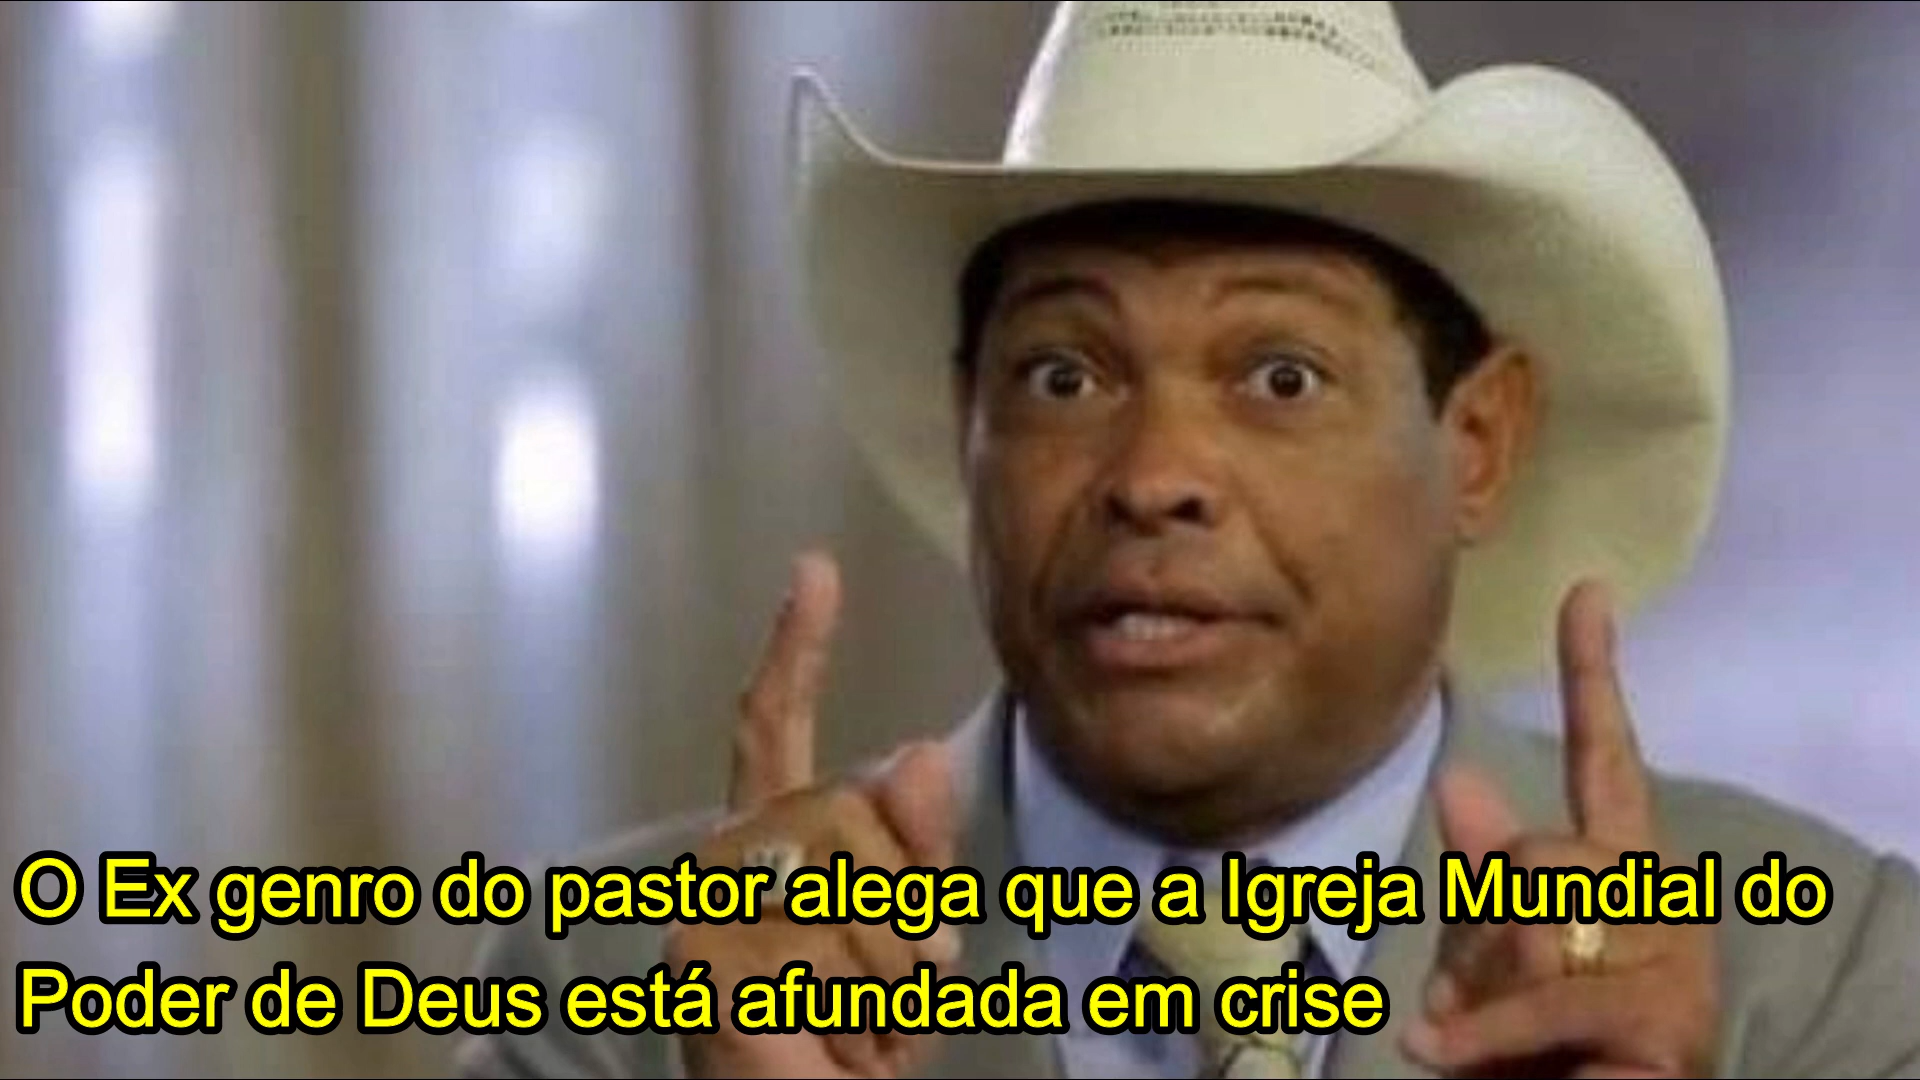 O Ex genro do pastor alega que a Igreja Mundial do
Poder de Deus está afundada em crise